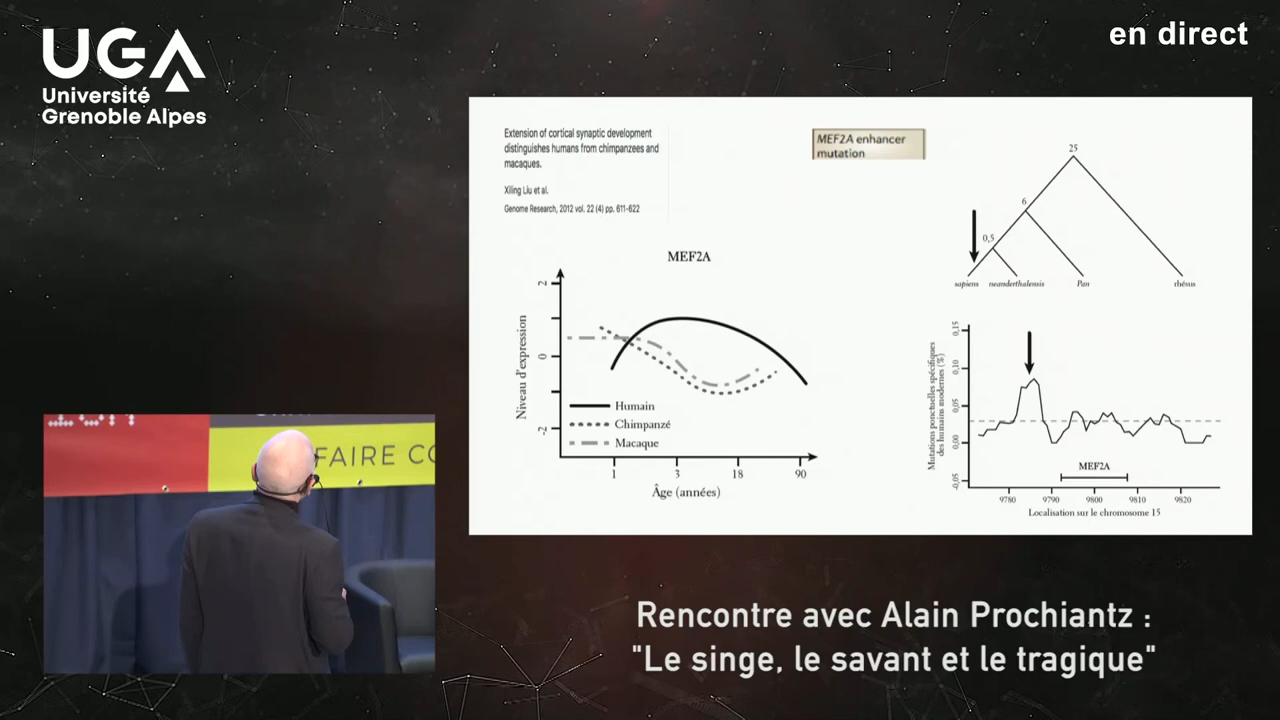 UGA
Université
Grenoble Alpes
en direct
Extension of cortical synaptic development
distinguishes humans from chimpanzees and
macaques.
Xiling Liu et al.
Genome Research, 2012 vol. 22 (4) pp. 611-622
MEF2A enhancer
mutation
25
6
0,5
sapiens
neanderthalensis
Pan
rhésus
MEF2A
2
0
-2
Niveau d'expression
Humain
Chimpanzé
Macaque
1
3
18
90
Âge (années)
Mutations ponctuelles spécifiques
des humains modernes (%)
0,15
0,10
0,05
0,00
-0,05
MEF2A
9780
9790
9800
9810
9820
Localisation sur le chromosome 15
FAIRE CO
Rencontre avec Alain Prochiantz :
"Le singe, le savant et le tragique"